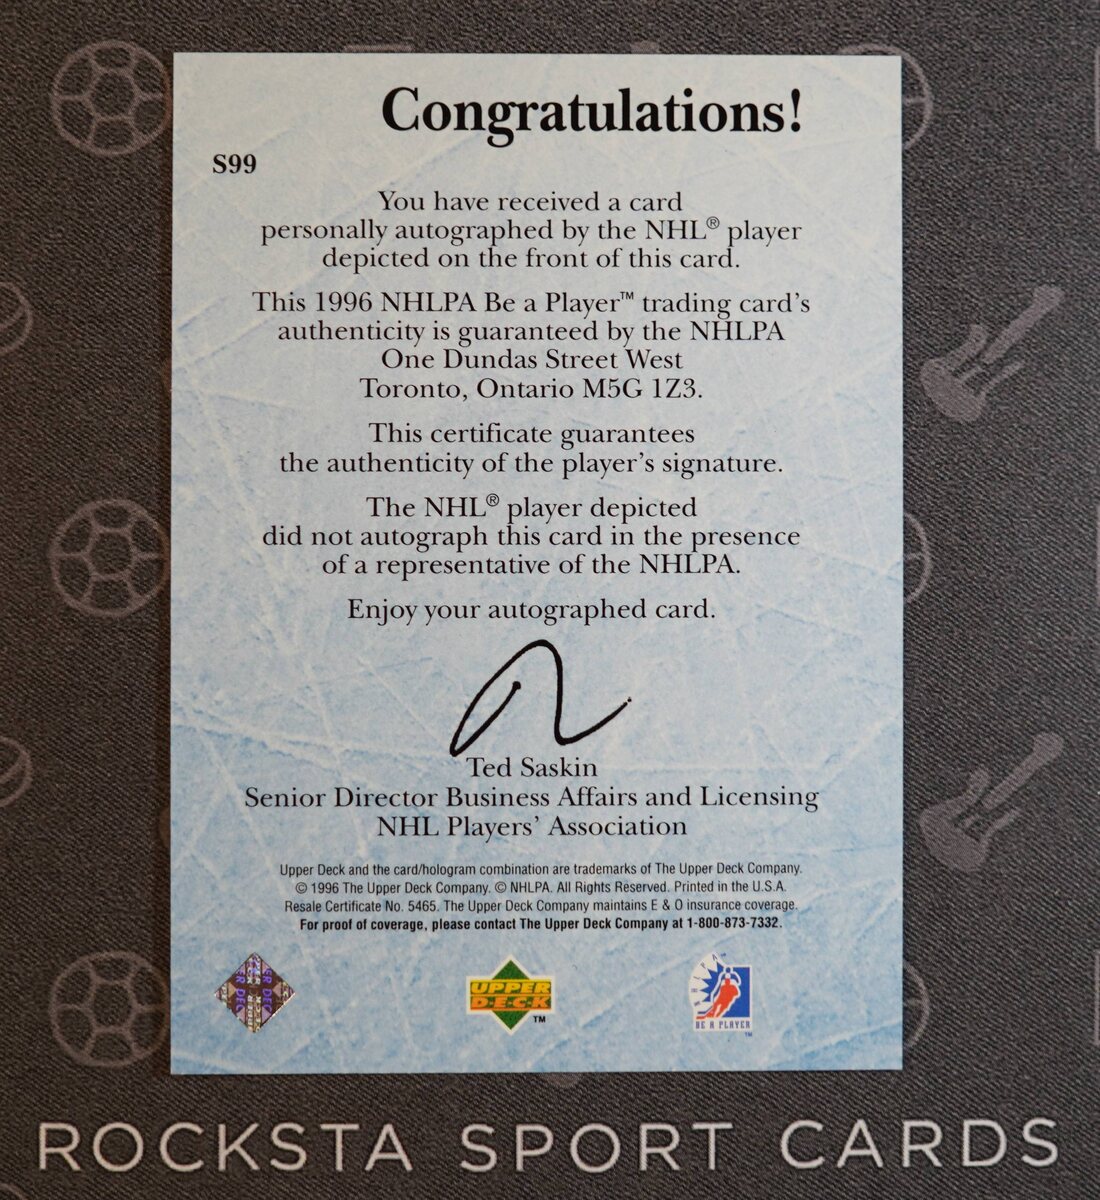 Congratulations!
S99
You have received a card
personally autographed by the NHL® player
depicted on the front of this card.
This 1996 NHLPA Be a Player™ trading card's
authenticity is guaranteed by the NHLPA
One Dundas Street West
Toronto, Ontario M5G 1Z3.
This certificate guarantees
the authenticity of the player's signature.
The NHL® player depicted
did not autograph this card in the presence
of a representative of the NHLPA.
Enjoy your autographed card.
Ted Saskin
Senior Director Business Affairs and Licensing
NHL Players' Association
Upper Deck and the card/hologram combination are trademarks of The Upper Deck Company.
© 1996 The Upper Deck Company. © NHLPA. All Rights Reserved. Printed in the U.S.A.
Resale Certificate No. 5465. The Upper Deck Company maintains E & O insurance coverage.
For proof of coverage, please contact The Upper Deck Company at 1-800-873-7332.
UPPER
DECK
TM
NHLPA
BE A PLAYER
TM
ROCKSTA SPORT CARDS